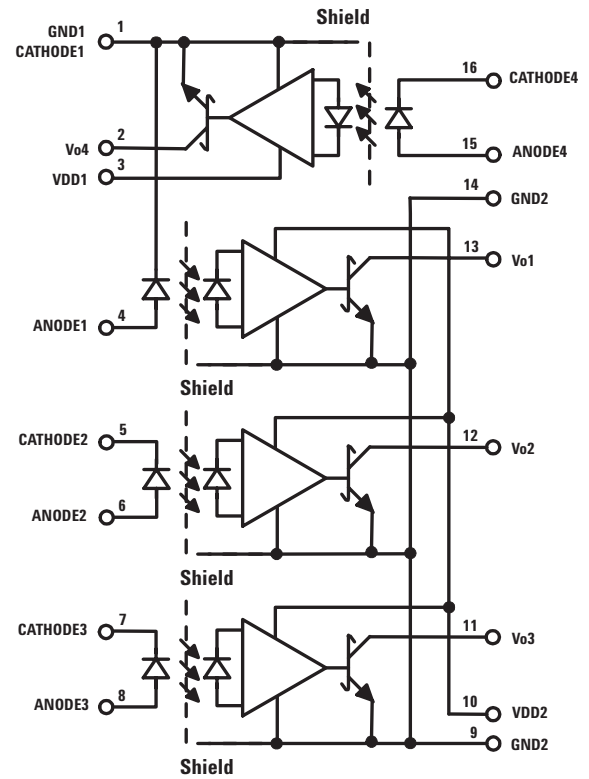 Shield
GND1 1
CATHODE1
16 CATHODE4
2
Vo4
3
VDD1
15 ANODE4
14 GND2
13 Vo1
4
ANODE1
Shield
5
CATHODE2
12 Vo2
6
ANODE2
Shield
7
CATHODE3
11 Vo3
8
ANODE3
10 VDD2
9 GND2
Shield